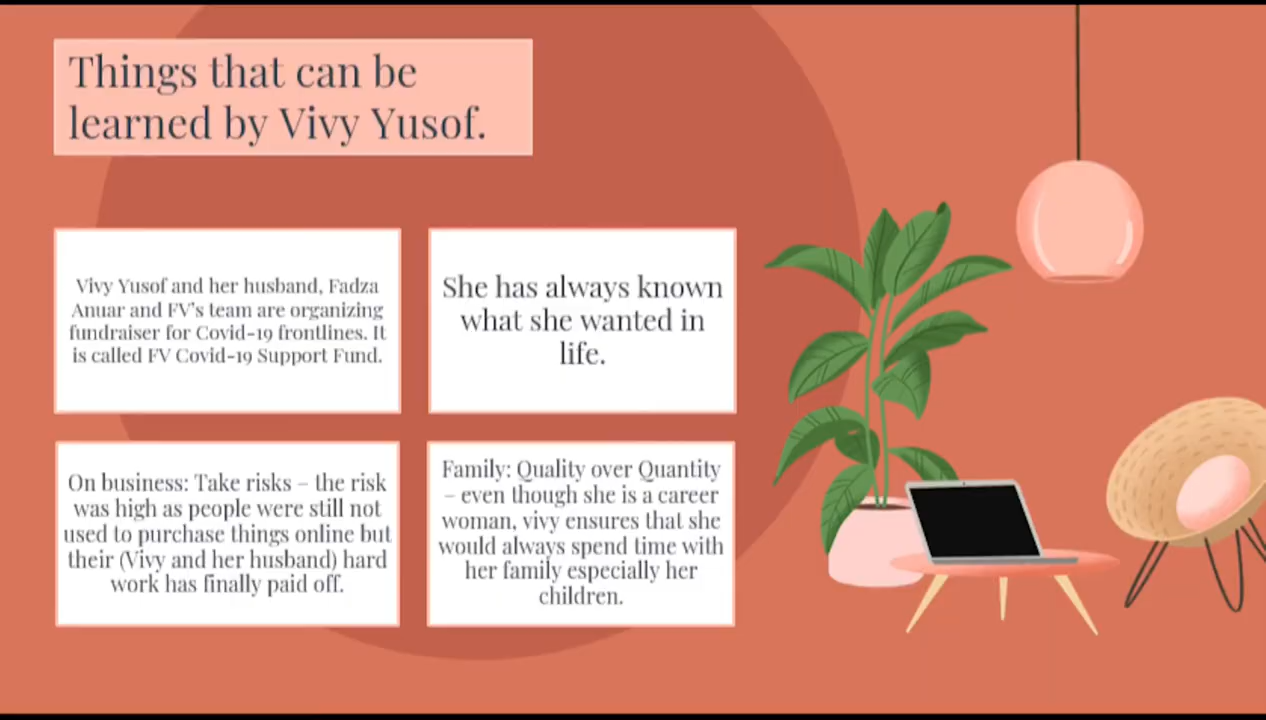 Things that can be
learned by Vivy Yusof.
Vivy Yusof and her husband, Fadza
Anuar and FV's team are organizing
fundraiser for Covid-19 frontlines. It
is called FV Covid-19 Support Fund.
She has always known
what she wanted in
life.
On business: Take risks – the risk
was high as people were still not
used to purchase things online but
their (Vivy and her husband) hard
work has finally paid off.
Family: Quality over Quantity
– even though she is a career
woman, vivy ensures that she
would always spend time with
her family especially her
children.